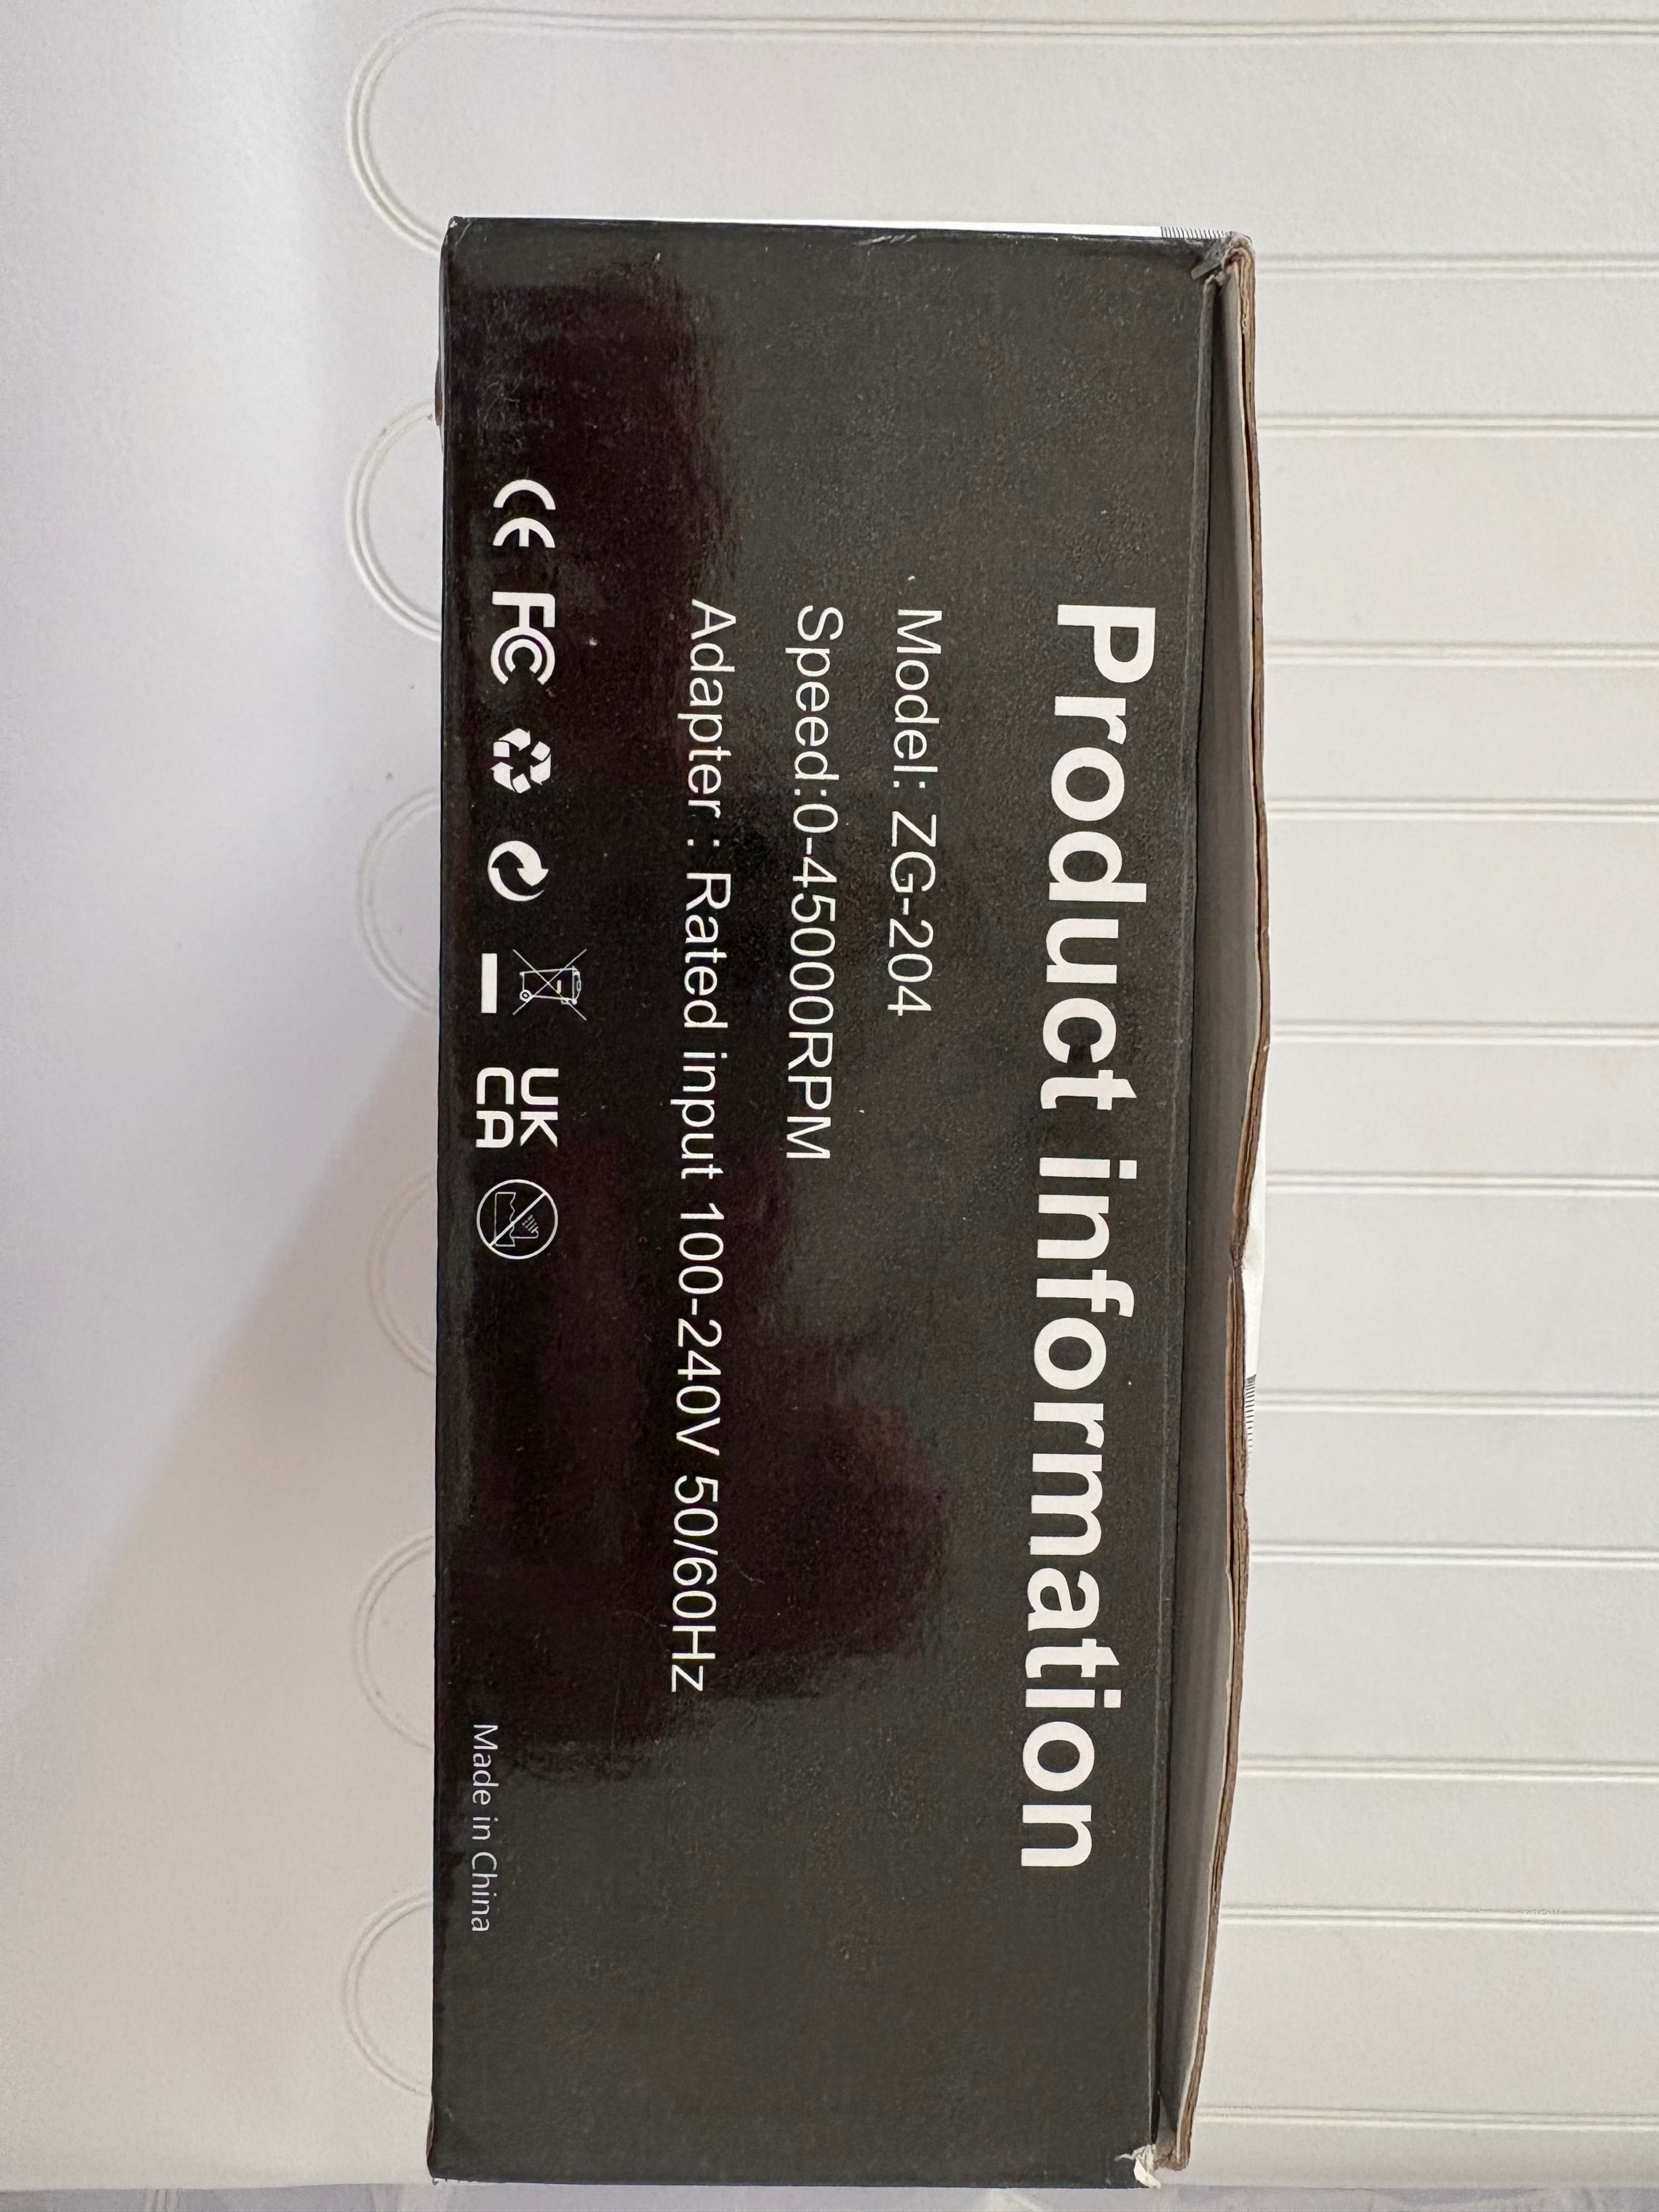 Product information
Model: ZG-204
Speed:0-45000RPM
Adapter : Rated input 100-240V 50/60Hz
CE FC UK
CA
Made in China